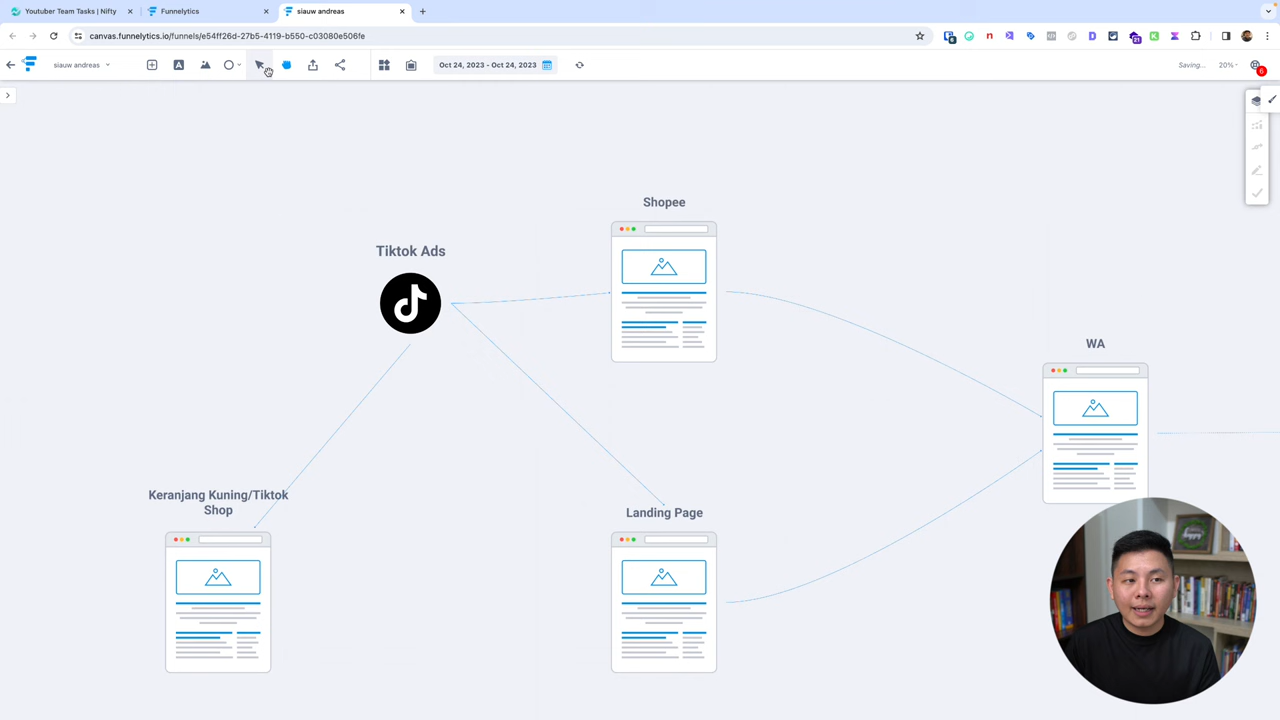 Youtuber Team Tasks | Nifty
Funnelytics
siauw andreas
canvas.funnelytics.io/funnels/e54ff26d-27b5-4119-b550-c03080e506fe
siauw andreas
Oct 24, 2023 - Oct 24, 2023
Saving...
20%
6
Shopee
Tiktok Ads
WA
Keranjang Kuning/Tiktok
Shop
Landing Page